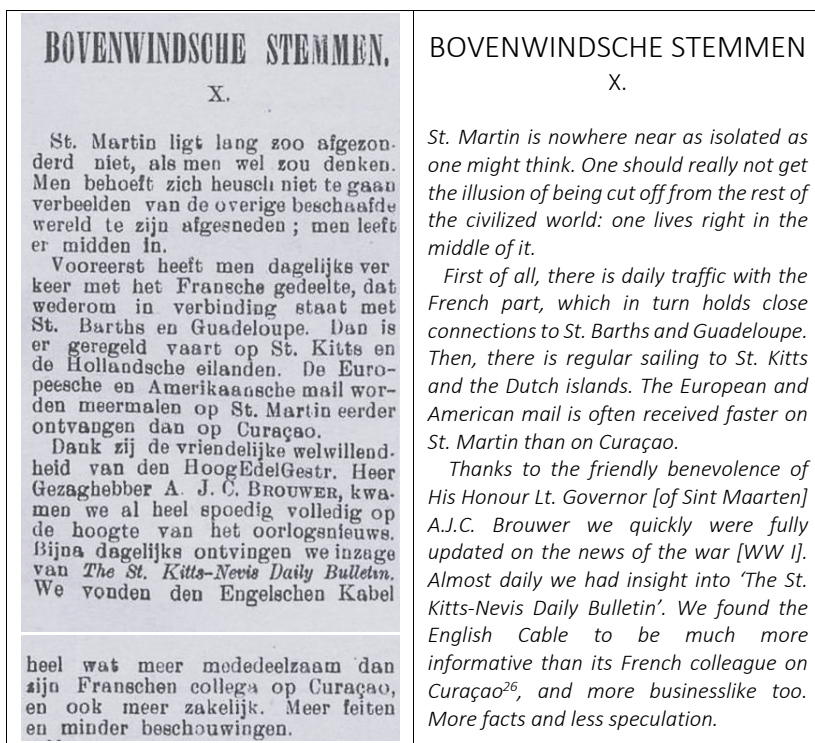 BOVENWINDSCHE STEMMEN.
X.
St. Martin ligt lang zoo afgezon-
derd niet, als men wel zou denken.
Men behoeft zich heusch niet te gaan
verbeelden van de overige beschaafde
wereld te zijn afgesneden ; men leeft
er midden in.
Vooreerst heeft men dagelijks ver
keer met het Fransche gedeelte, dat
wederom in verbinding staat met
St. Barths en Guadeloupe. Dan is
er geregeld vaart op St. Kitts en
de Hollandsche eilanden. De Euro-
peesche en Amerikaansche mail wor-
den meermalen op St. Martin eerder
ontvangen dan op Curaçao.
Dank zij de vriendelijke welwillend-
heid van den HoogEdelGestr. Heer
Gezaghebber A. J. C. BROUWER, kwa-
men we al heel spoedig volledig op
de hoogte van het oorlogsnieuws.
Bijna dagelijks ontvingen we inzage
van The St. Kitts-Nevis Daily Bulletin.
We vonden den Engelschen Kabel
heel wat meer mededeelzaam dan
zijn Franschen collega op Curaçao,
en ook meer zakelijk. Meer feiten
en minder beschouwingen.
BOVENWINDSCHE STEMMEN
X.
St. Martin is nowhere near as isolated as
one might think. One should really not get
the illusion of being cut off from the rest of
the civilized world: one lives right in the
middle of it.
First of all, there is daily traffic with the
French part, which in turn holds close
connections to St. Barths and Guadeloupe.
Then, there is regular sailing to St. Kitts
and the Dutch islands. The European and
American mail is often received faster on
St. Martin than on Curaçao.
Thanks to the friendly benevolence of
His Honour Lt. Governor [of Sint Maarten]
A.J.C. Brouwer we quickly were fully
updated on the news of the war [WW I].
Almost daily we had insight into ‘The St.
Kitts-Nevis Daily Bulletin’. We found the
English Cable to be much more
informative than its French colleague on
Curaçao26, and more businesslike too.
More facts and less speculation.